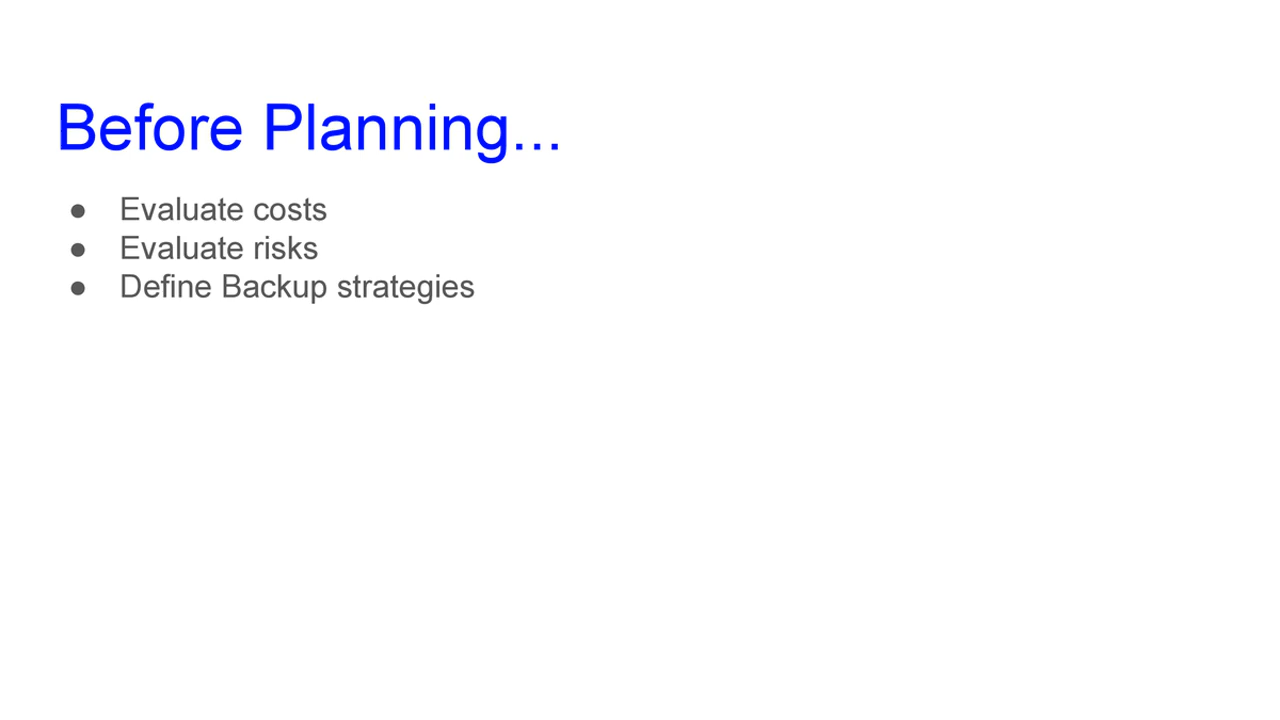 Before Planning...
● Evaluate costs
● Evaluate risks
● Define Backup strategies